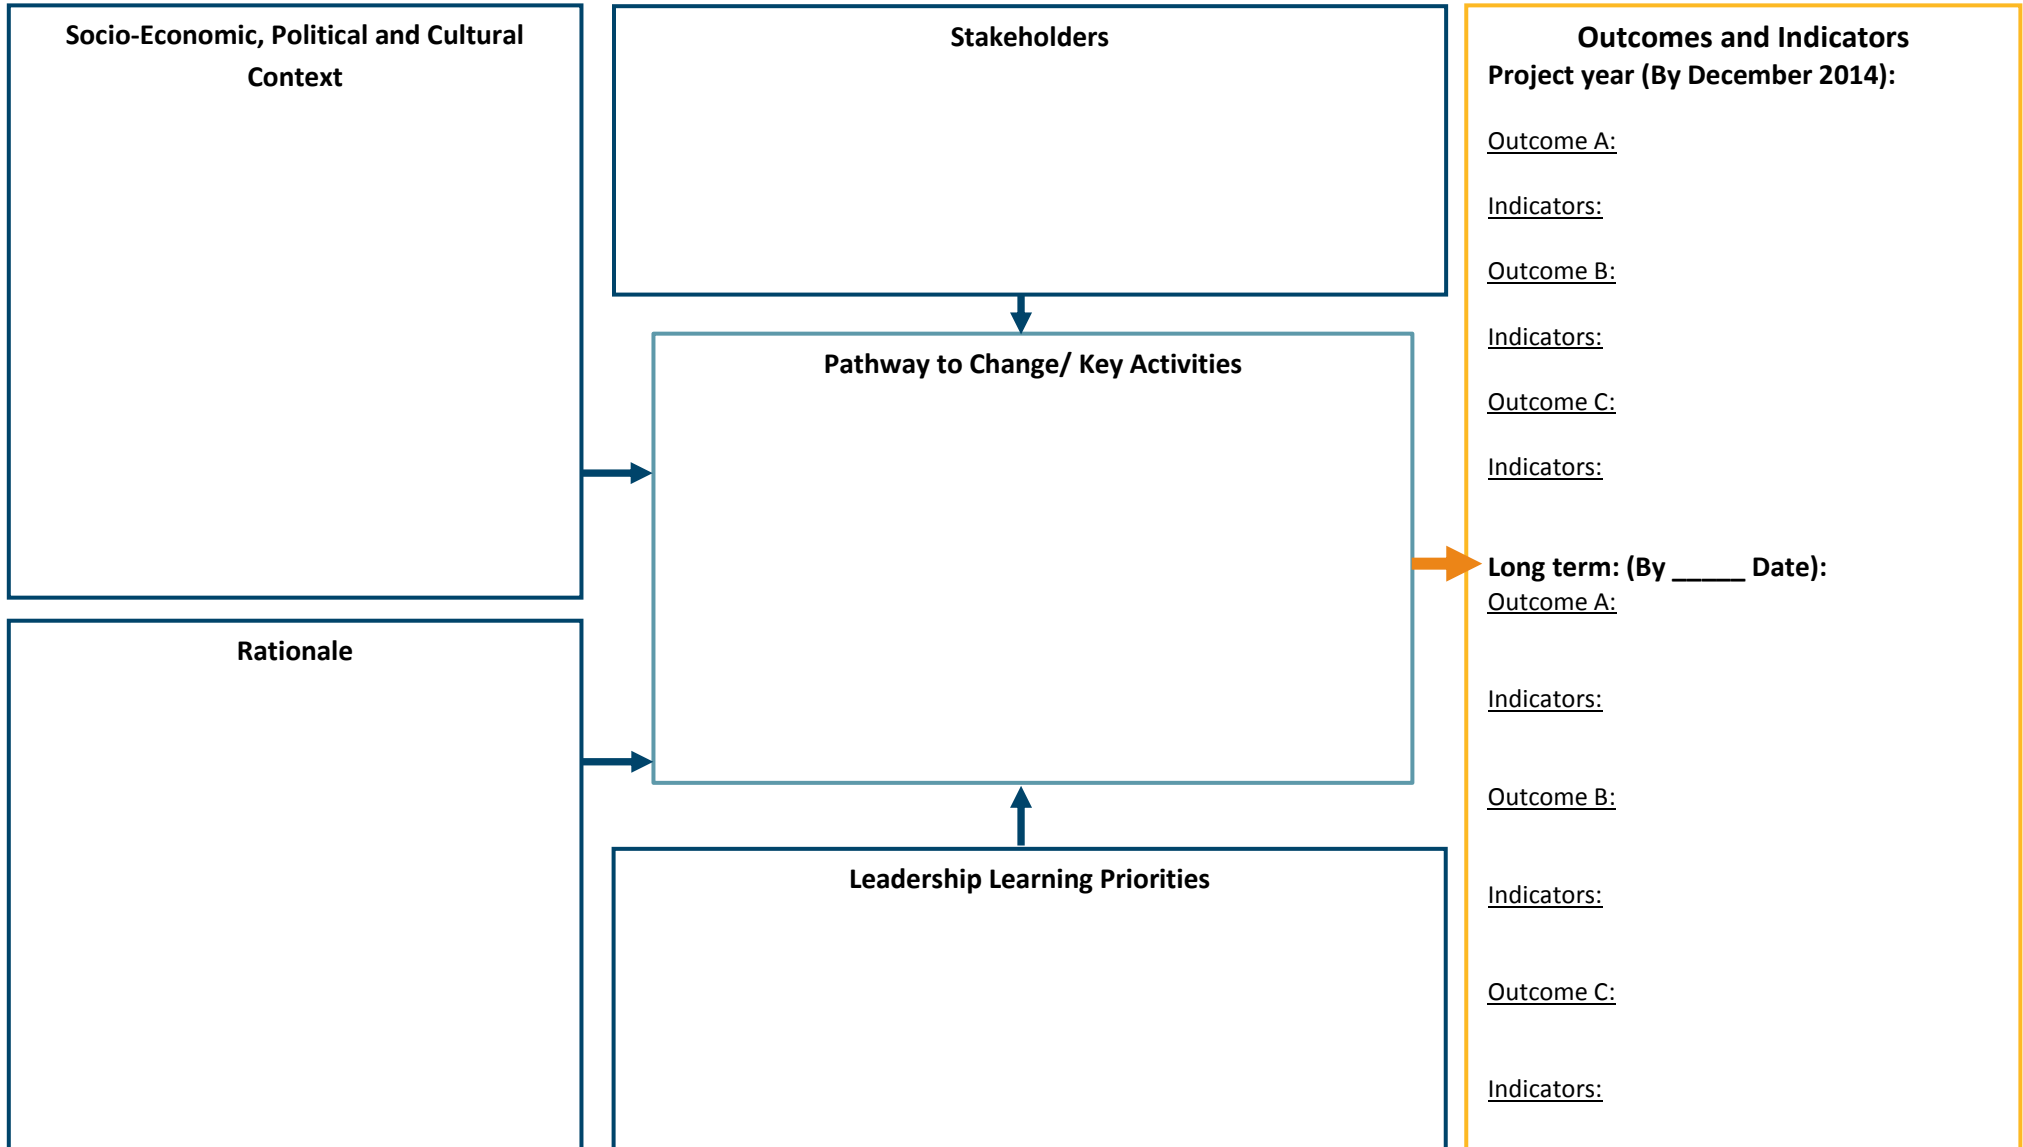 Socio-Economic, Political and Cultural
Context
Stakeholders
Pathway to Change/ Key Activities
Rationale
Leadership Learning Priorities
Outcomes and Indicators
Project year (By December 2014):
Outcome A:
Indicators:
Outcome B:
Indicators:
Outcome C:
Indicators:
Long term: (By _____ Date):
Outcome A:
Indicators:
Outcome B:
Indicators:
Outcome C:
Indicators: